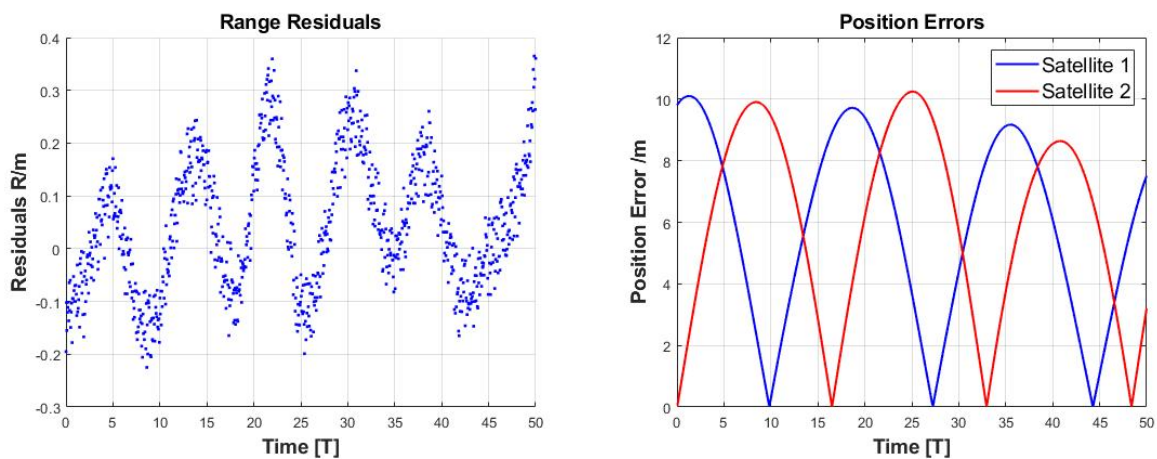 Range Residuals
Residuals R/m
0.4
0.3
0.2
0.1
0
-0.1
-0.2
-0.3
0 5 10 15 20 25 30 35 40 45 50
Time [T]
Position Errors
Position Error /m
12
10
8
6
4
2
0
Satellite 1
Satellite 2
0 5 10 15 20 25 30 35 40 45 50
Time [T]